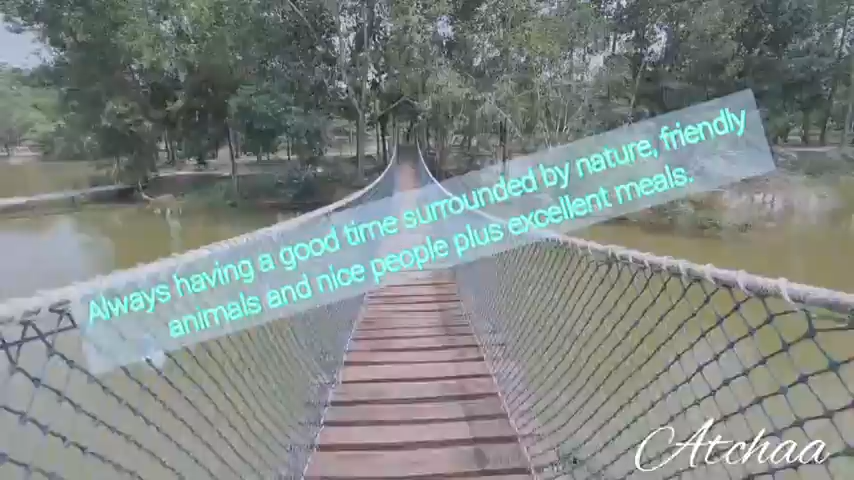 Always having a good time surrounded by nature, friendly
animals and nice people plus excellent meals.
Atchaa